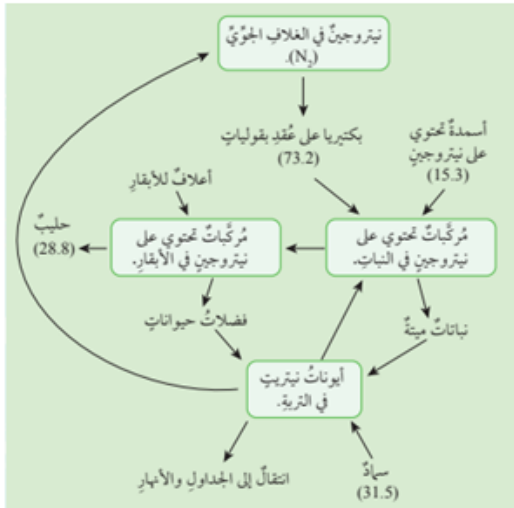 نيتروجينٌ في الغلافِ الجوّيِّ
(N₂).
بكتيريا على عُقدِ بقولياتٍ
(73.2)
أسمدةٌ تحتوي
على نيتروجينٍ
(15.3)
أعلافٌ للأبقارِ
حليبٌ
(28.8)
مُركَّباتٌ تحتوي على
نيتروجينٍ في الأبقارِ.
مُركَّباتٌ تحتوي على
نيتروجينٍ في النباتِ.
فضلاتُ حيواناتٍ
نباتاتٌ ميتةٌ
أيوناتُ نيتريتٍ
في التربةِ.
انتقالٌ إلى الجداولِ والأنهارِ
سمادٌ
(31.5)